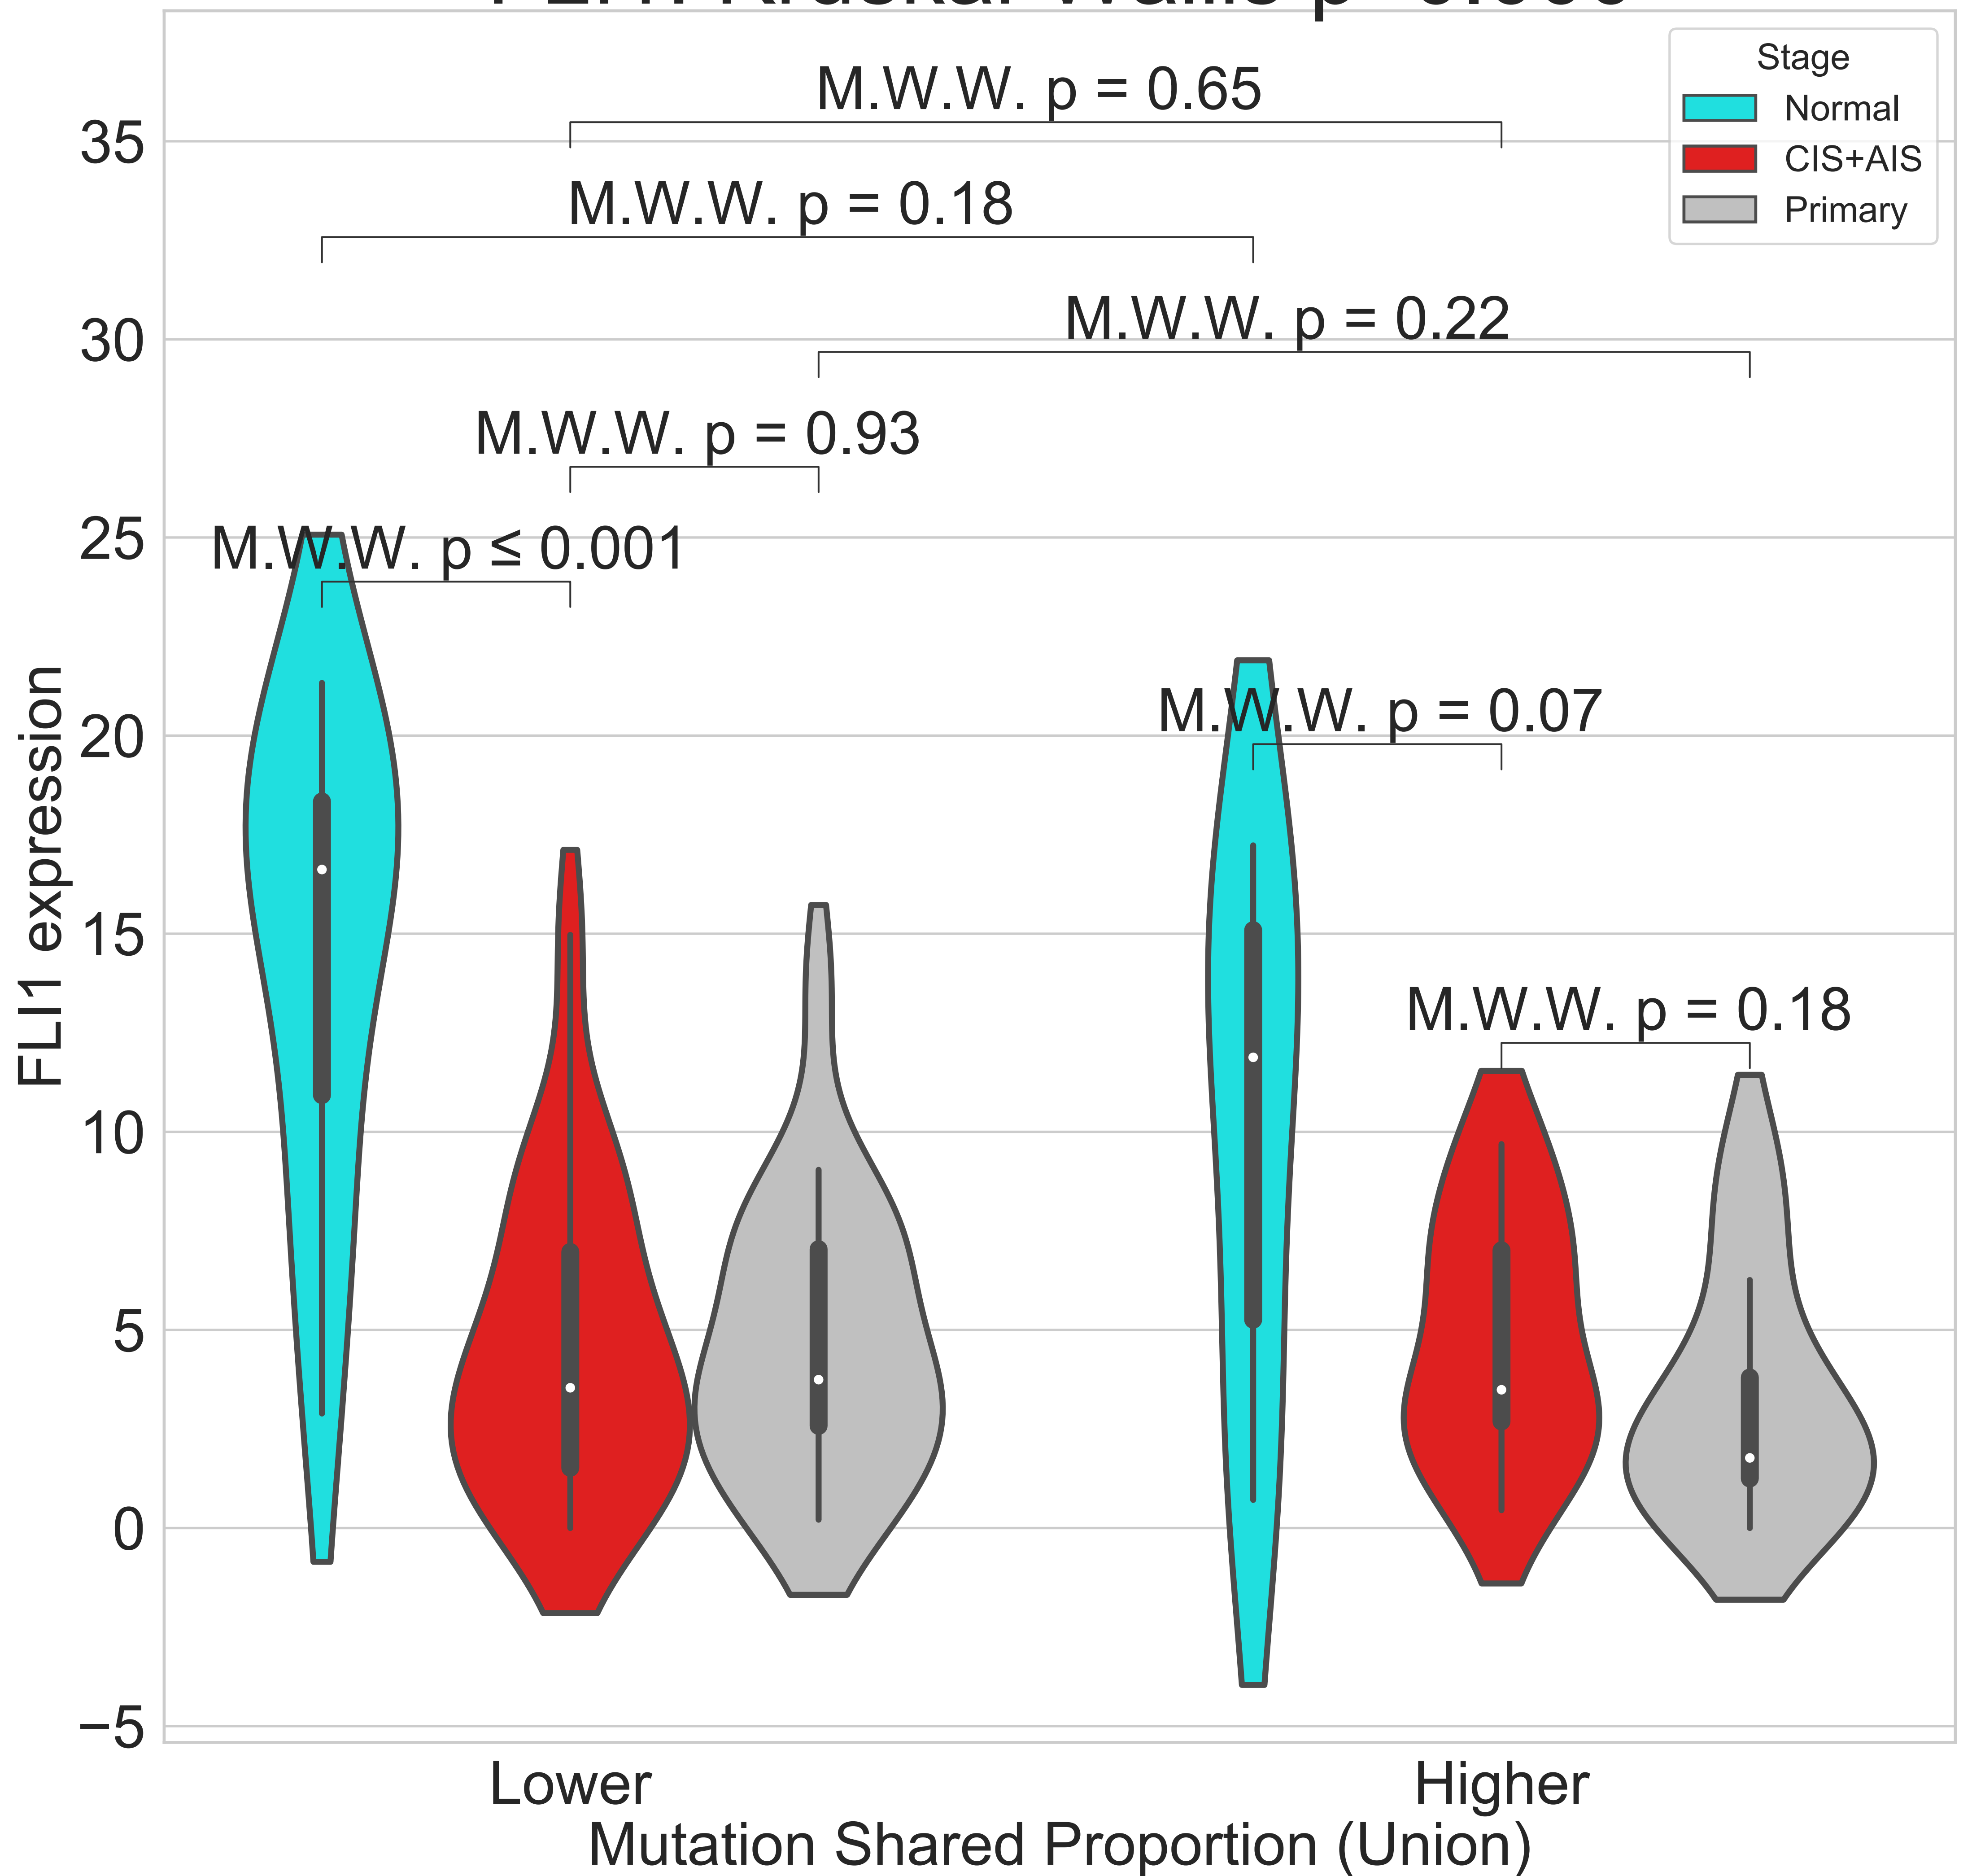 Stage
Normal
CIS+AIS
Primary
M.W.W. p = 0.65
M.W.W. p = 0.18
M.W.W. p = 0.22
M.W.W. p = 0.93
M.W.W. p ≤ 0.001
M.W.W. p = 0.07
M.W.W. p = 0.18
35
30
25
20
15
10
5
0
−5
FLI1 expression
Lower
Higher
Mutation Shared Proportion (Union)